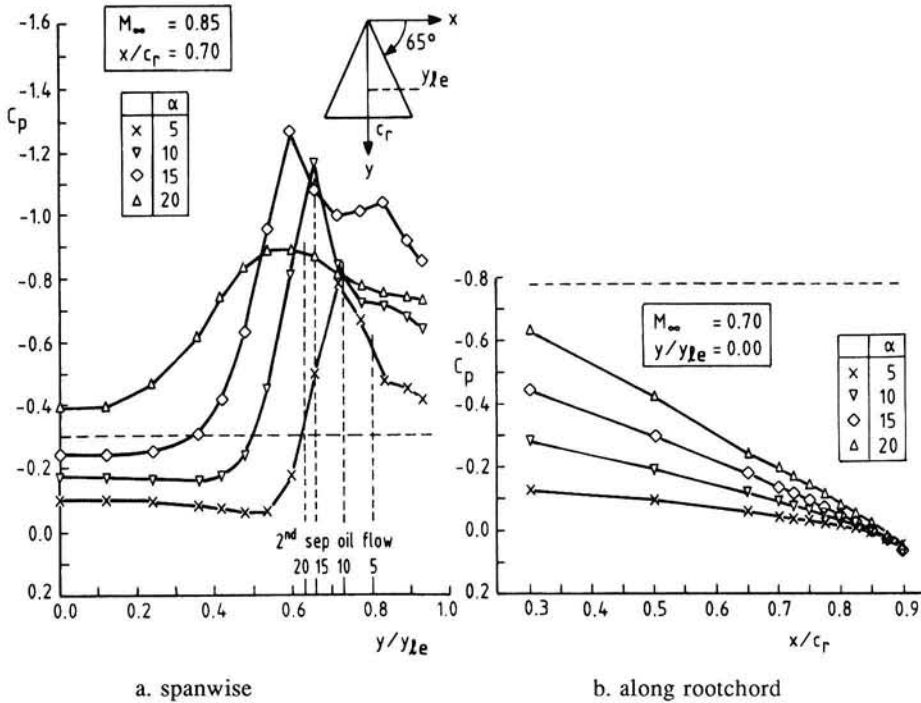 -1.6
-1.4
Cp
-1.2
-1.0
-0.8
-0.6
-0.4
-0.2
0.0
0.2
M∞ = 0.85
x/cr = 0.70
α
× 5
▽ 10
◇ 15
△ 20
x
65°
yℓe
cr
y
2nd sep oil flow
20 15 10 5
0.0 0.2 0.4 0.6 0.8 1.0
y/yℓe
a. spanwise
-0.8
-0.6
Cp
-0.4
-0.2
0.0
0.2
M∞ = 0.70
y/yℓe = 0.00
α
× 5
▽ 10
◇ 15
△ 20
0.3 0.4 0.5 0.6 0.7 0.8 0.9
x/cr
b. along rootchord